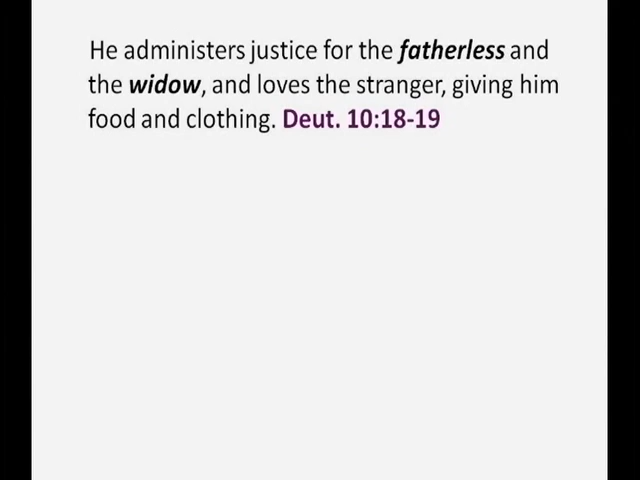 He administers justice for the fatherless and
the widow, and loves the stranger, giving him
food and clothing. Deut. 10:18-19